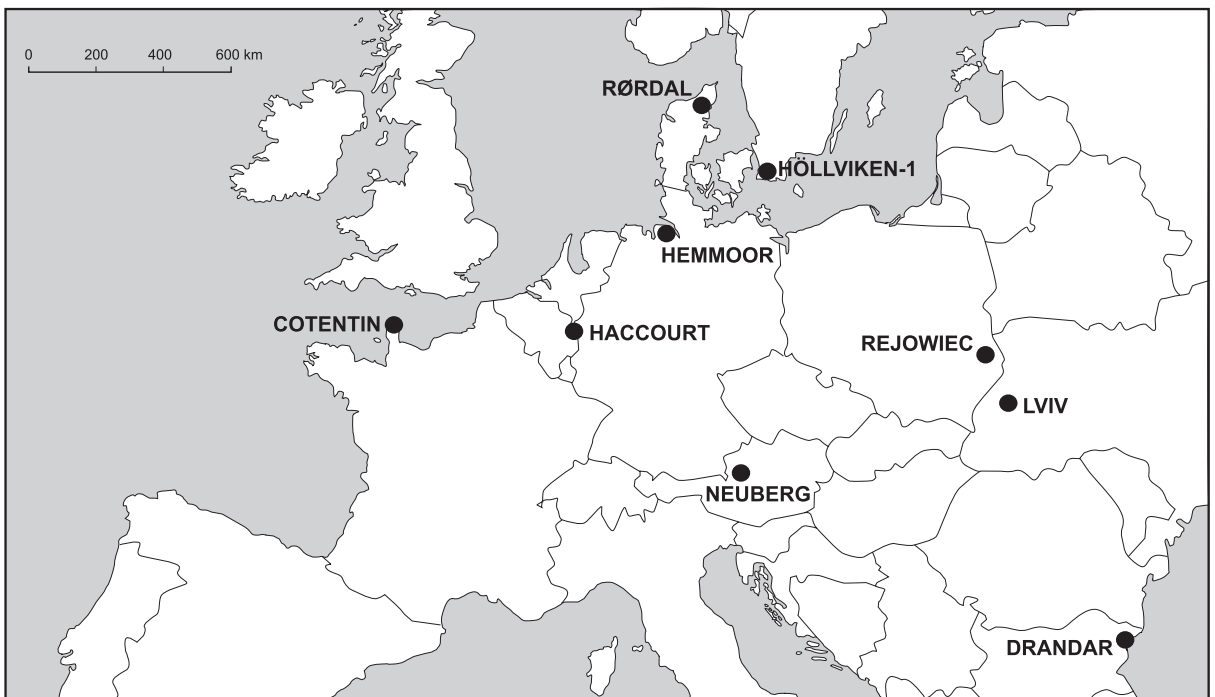 0 200 400 600 km
RØRDAL
HÖLLVIKEN-1
HEMMOOR
COTENTIN
HACCOURT
REJOWIEC
LVIV
NEUBERG
DRANDAR